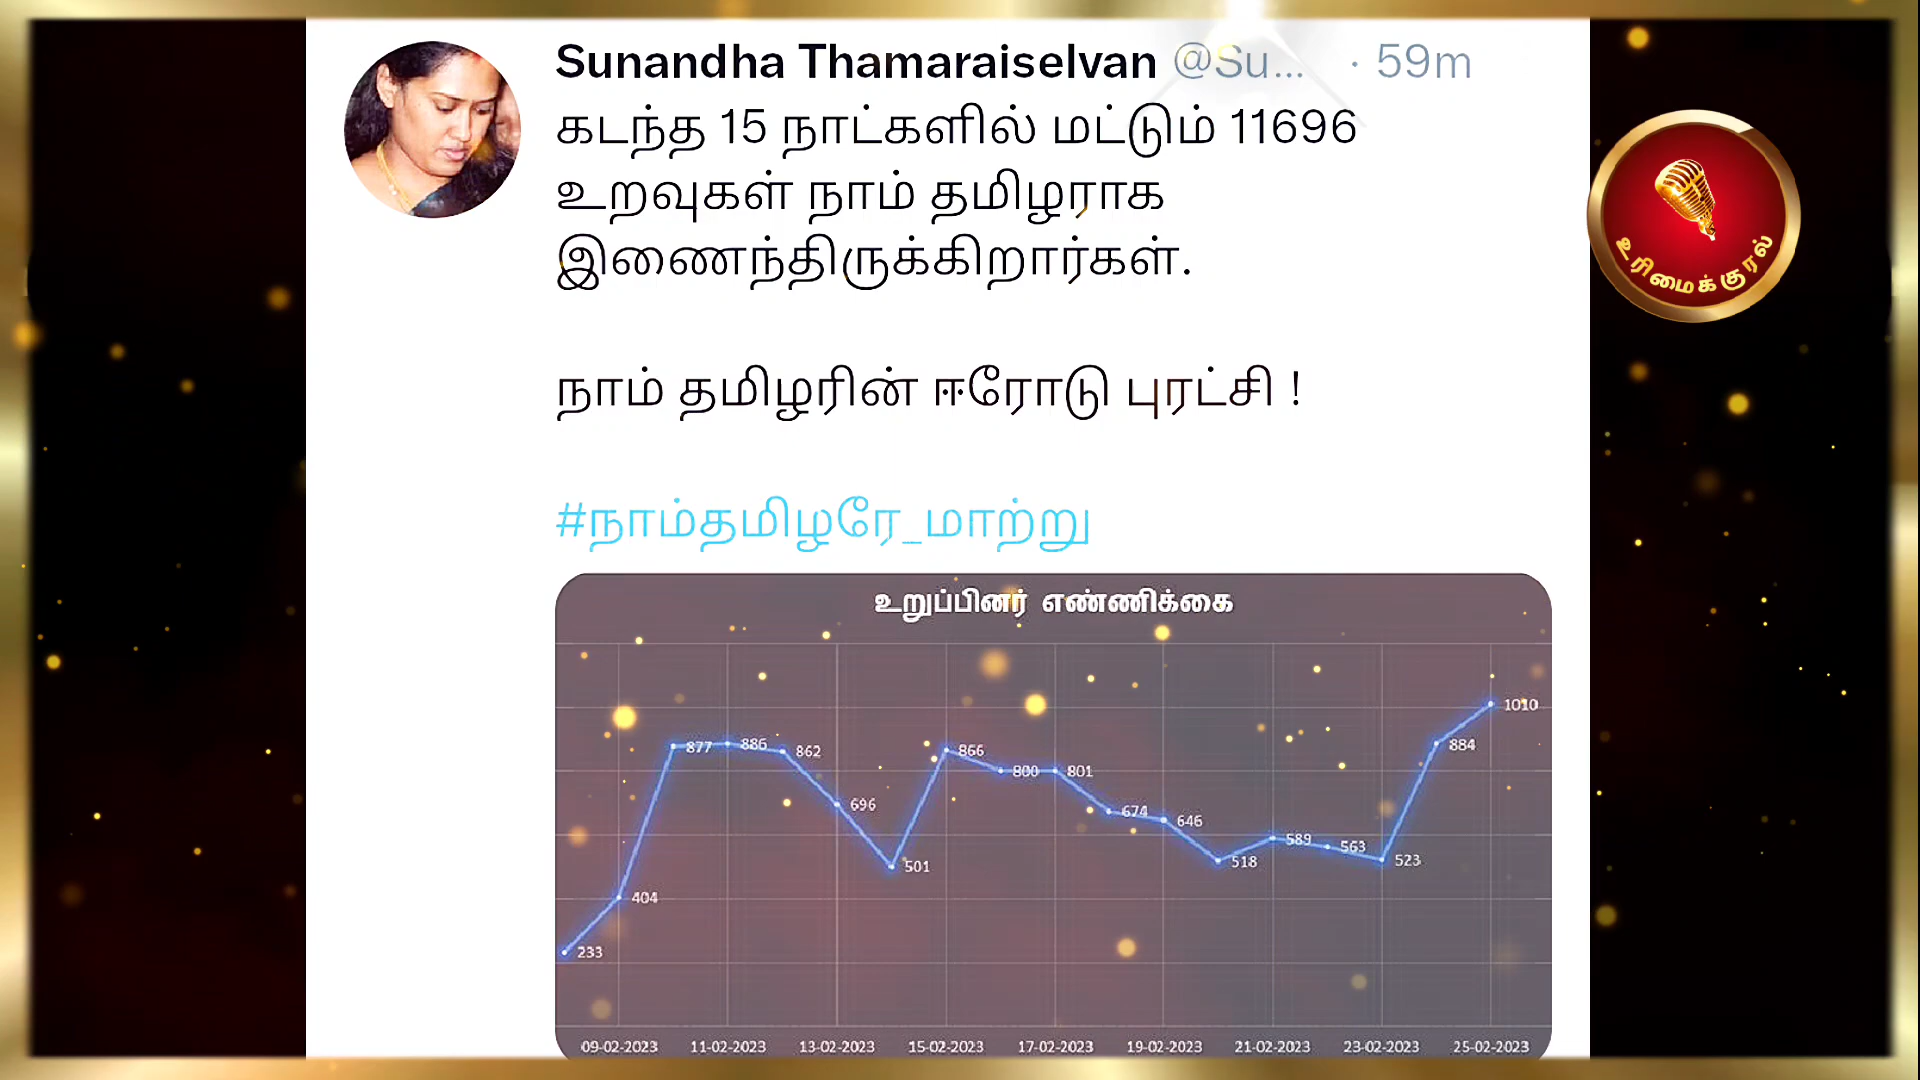 Sunandha Thamaraiselvan @Su... · 59m
கடந்த 15 நாட்களில் மட்டும் 11696
உறவுகள் நாம் தமிழராக
இணைந்திருக்கிறார்கள்.
நாம் தமிழரின் ஈரோடு புரட்சி !
#நாம்தமிழரே_மாற்று
உரிமைக்குரல்
உறுப்பினர் எண்ணிக்கை
233
404
877
886
862
696
501
866
800
801
674
646
518
589
563
523
884
1010
09-02-2023 11-02-2023 13-02-2023 15-02-2023 17-02-2023 19-02-2023 21-02-2023 23-02-2023 25-02-2023